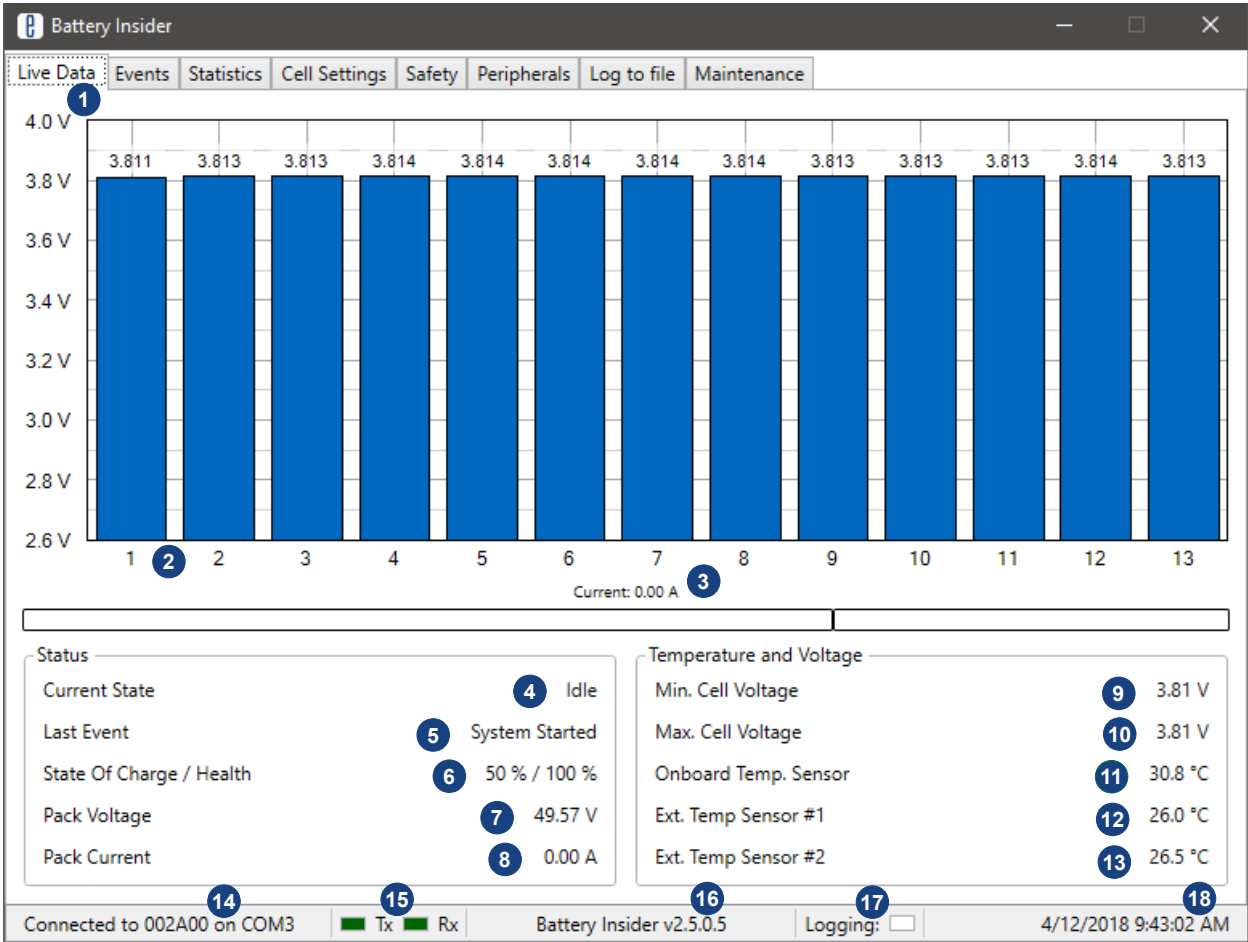 Battery Insider
Live Data Events Statistics Cell Settings Safety Peripherals Log to file Maintenance
1
4.0 V
3.811 3.813 3.813 3.814 3.814 3.814 3.814 3.814 3.813 3.813 3.813 3.814 3.813
3.8 V
3.6 V
3.4 V
3.2 V
3.0 V
2.8 V
2.6 V
1 2 2 3 4 5 6 7 8 9 10 11 12 13
Current: 0.00 A 3
Status
Current State 4 Idle
Last Event 5 System Started
State Of Charge / Health 6 50 % / 100 %
Pack Voltage 7 49.57 V
Pack Current 8 0.00 A
Temperature and Voltage
Min. Cell Voltage 9 3.81 V
Max. Cell Voltage 10 3.81 V
Onboard Temp. Sensor 11 30.8 °C
Ext. Temp Sensor #1 12 26.0 °C
Ext. Temp Sensor #2 13 26.5 °C
14 15 16 17 18
Connected to 002A00 on COM3 Tx Rx Battery Insider v2.5.0.5 Logging: 4/12/2018 9:43:02 AM